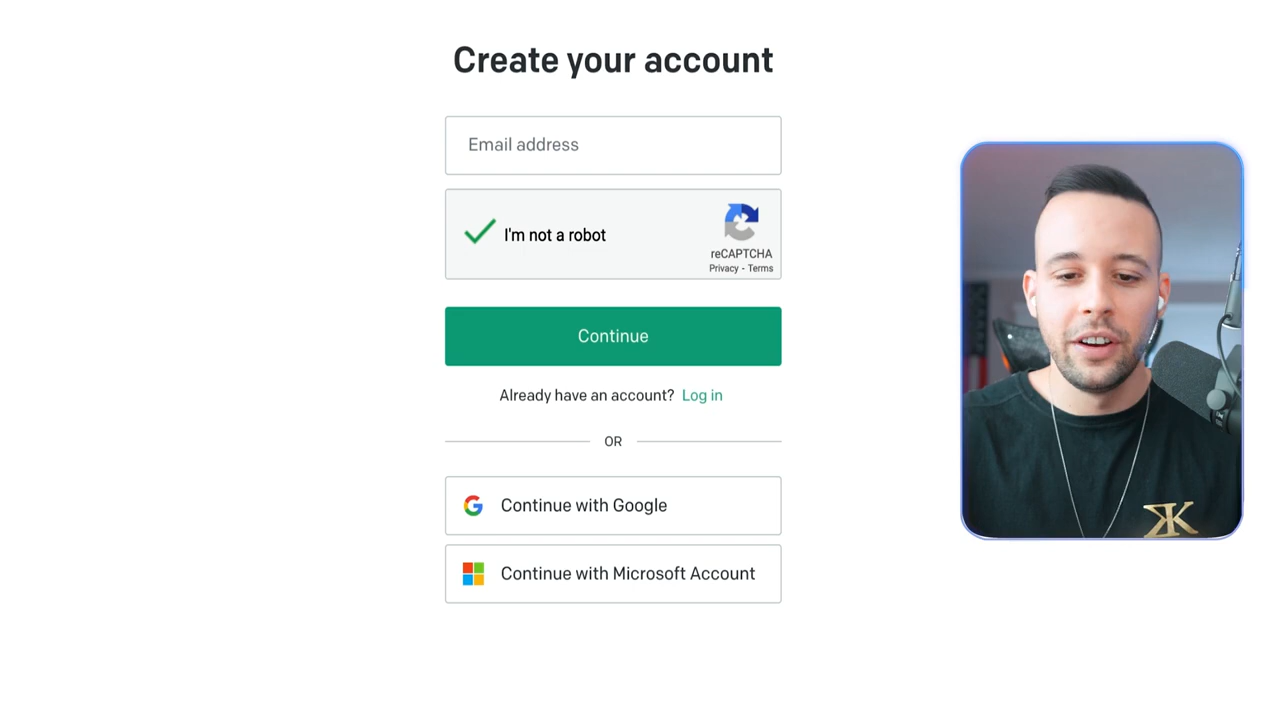 Create your account
Email address
I'm not a robot
reCAPTCHA
Privacy - Terms
Continue
Already have an account? Log in
OR
Continue with Google
Continue with Microsoft Account